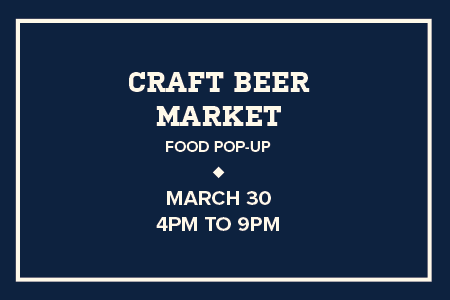 CRAFT BEER
MARKET
FOOD POP-UP
MARCH 30
4PM TO 9PM